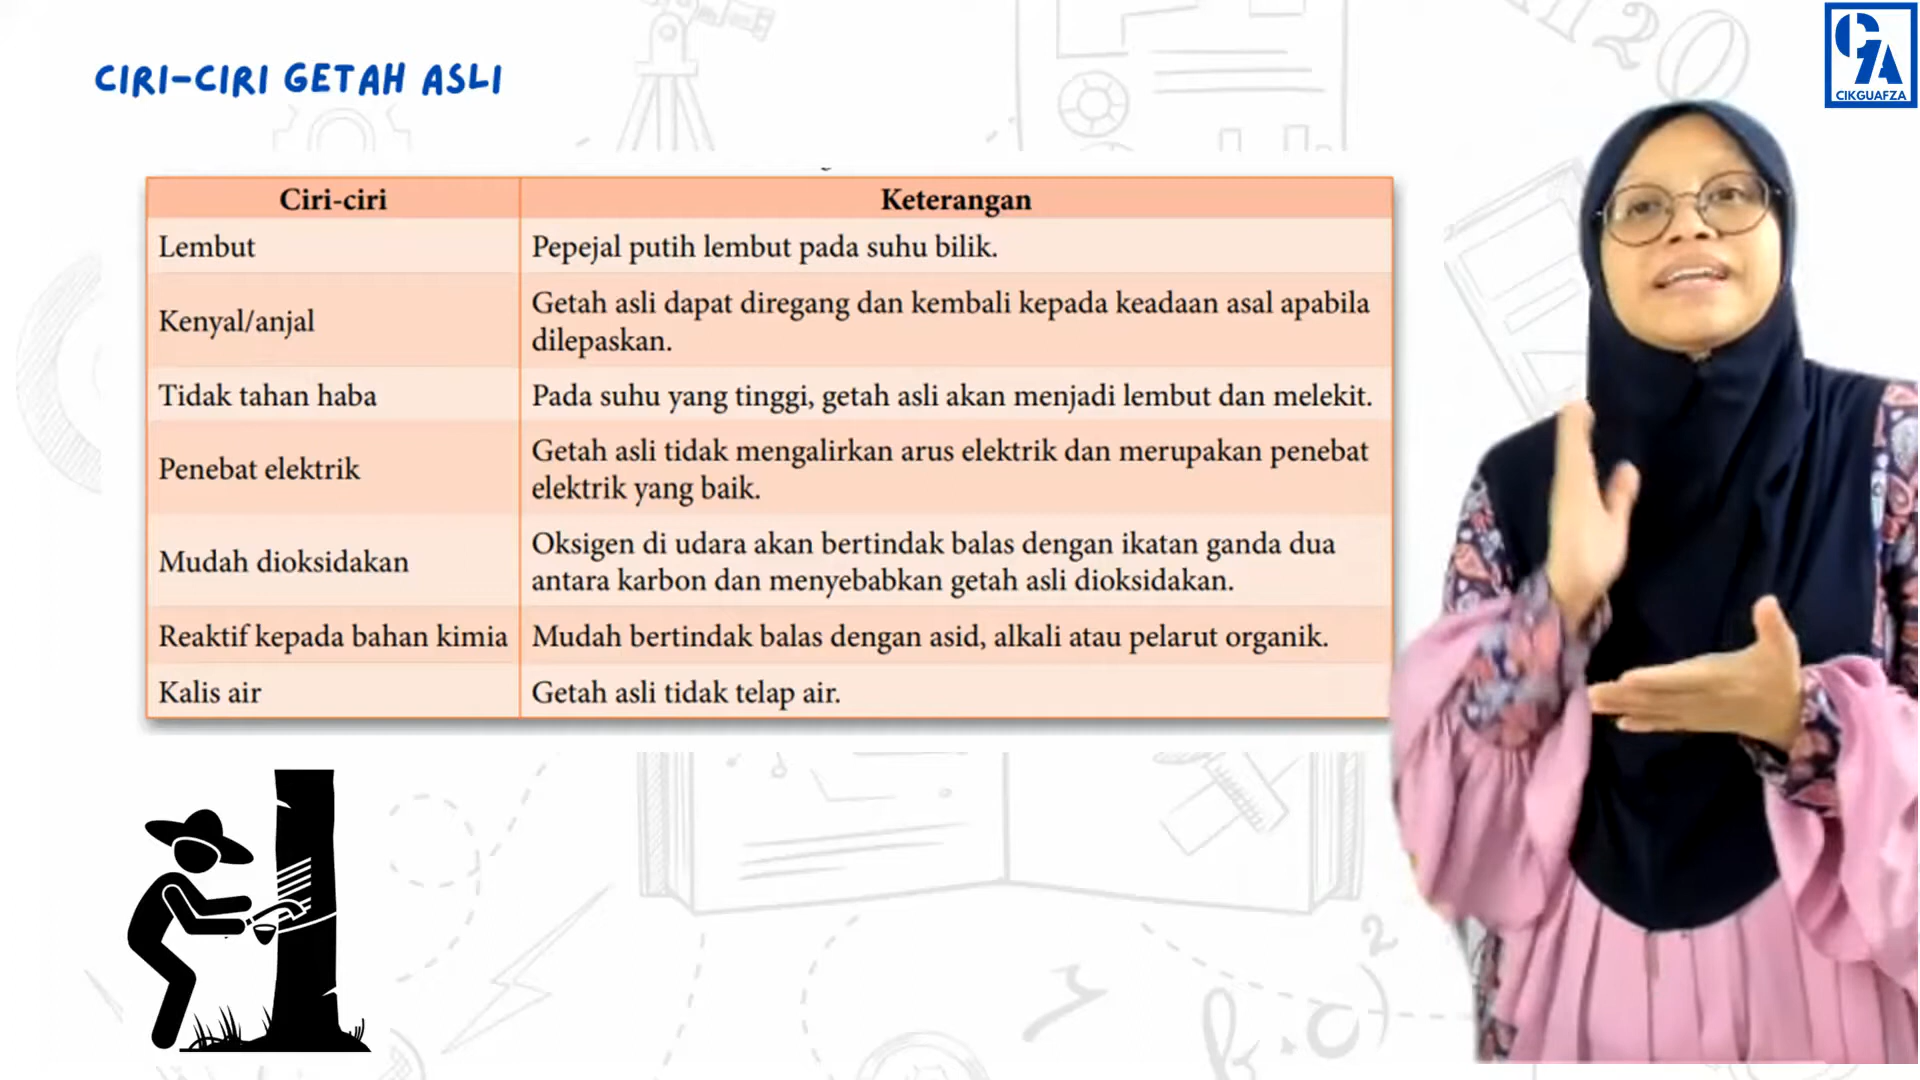 CIRI-CIRI GETAH ASLI
CIKGUAFZA
Ciri-ciri
Keterangan
Lembut
Pepejal putih lembut pada suhu bilik.
Kenyal/anjal
Getah asli dapat diregang dan kembali kepada keadaan asal apabila
dilepaskan.
Tidak tahan haba
Pada suhu yang tinggi, getah asli akan menjadi lembut dan melekit.
Penebat elektrik
Getah asli tidak mengalirkan arus elektrik dan merupakan penebat
elektrik yang baik.
Mudah dioksidakan
Oksigen di udara akan bertindak balas dengan ikatan ganda dua
antara karbon dan menyebabkan getah asli dioksidakan.
Reaktif kepada bahan kimia
Mudah bertindak balas dengan asid, alkali atau pelarut organik.
Kalis air
Getah asli tidak telap air.